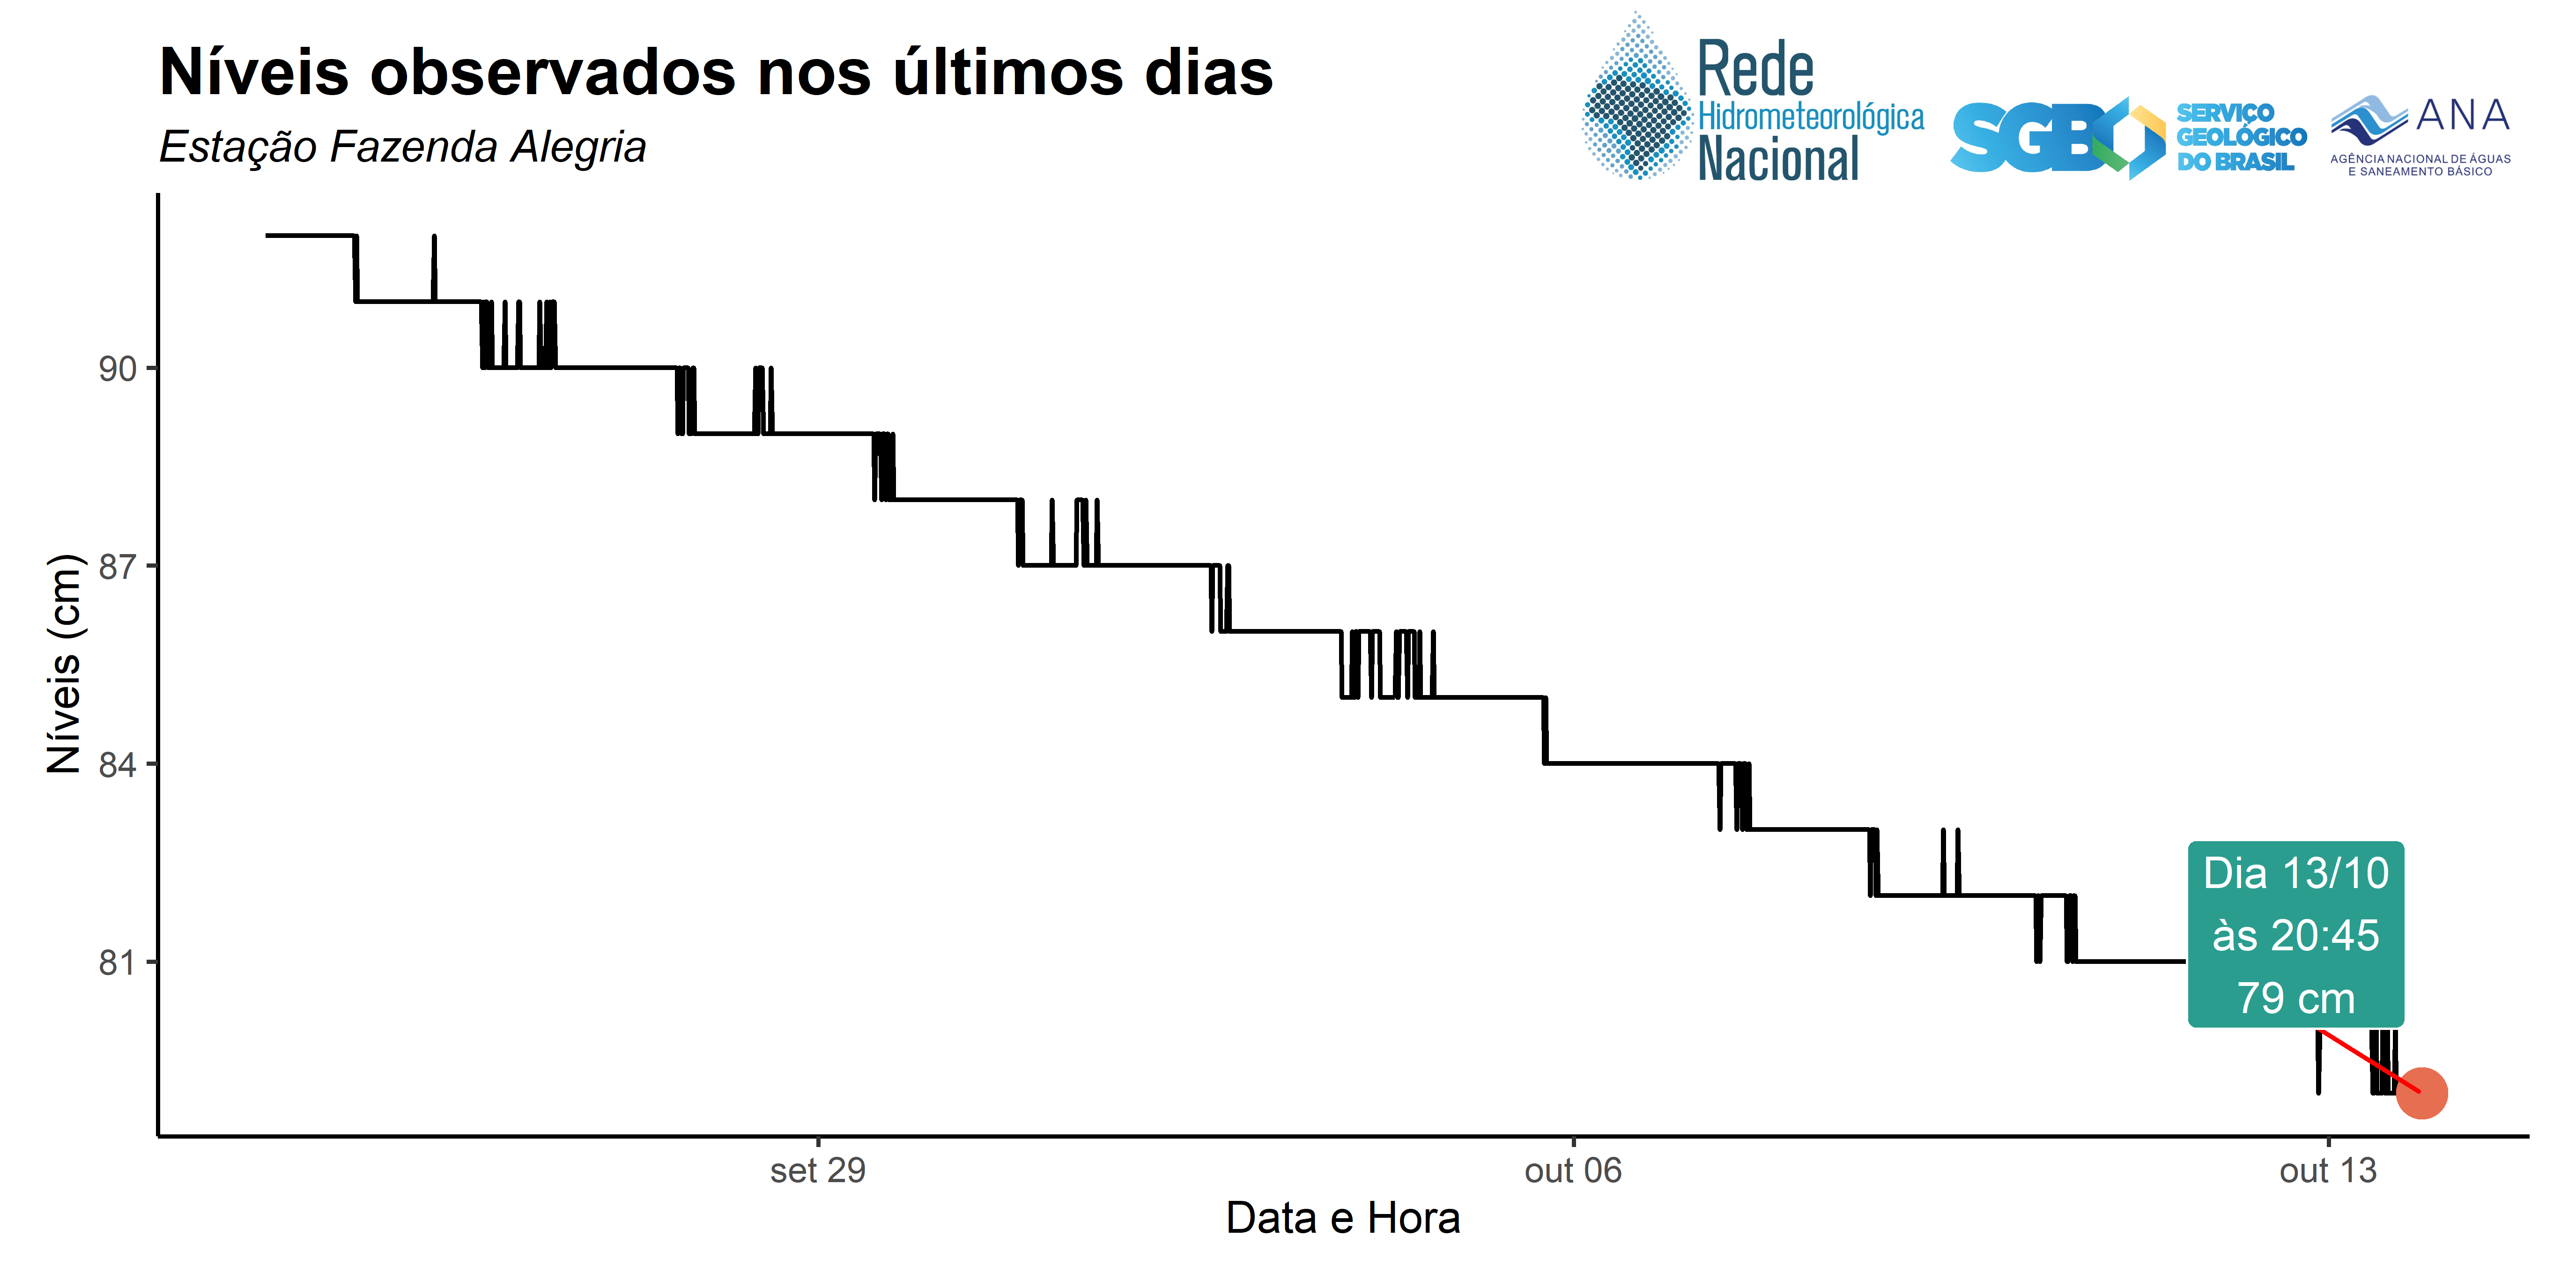 Níveis observados nos últimos dias
Estação Fazenda Alegria
Rede
Hidrometeorológica
Nacional
SGB
SERVIÇO
GEOLÓGICO
DO BRASIL
ANA
AGÊNCIA NACIONAL DE ÁGUAS
E SANEAMENTO BÁSICO
Níveis (cm)
90
87
84
81
Dia 13/10
às 20:45
79 cm
set 29
out 06
out 13
Data e Hora